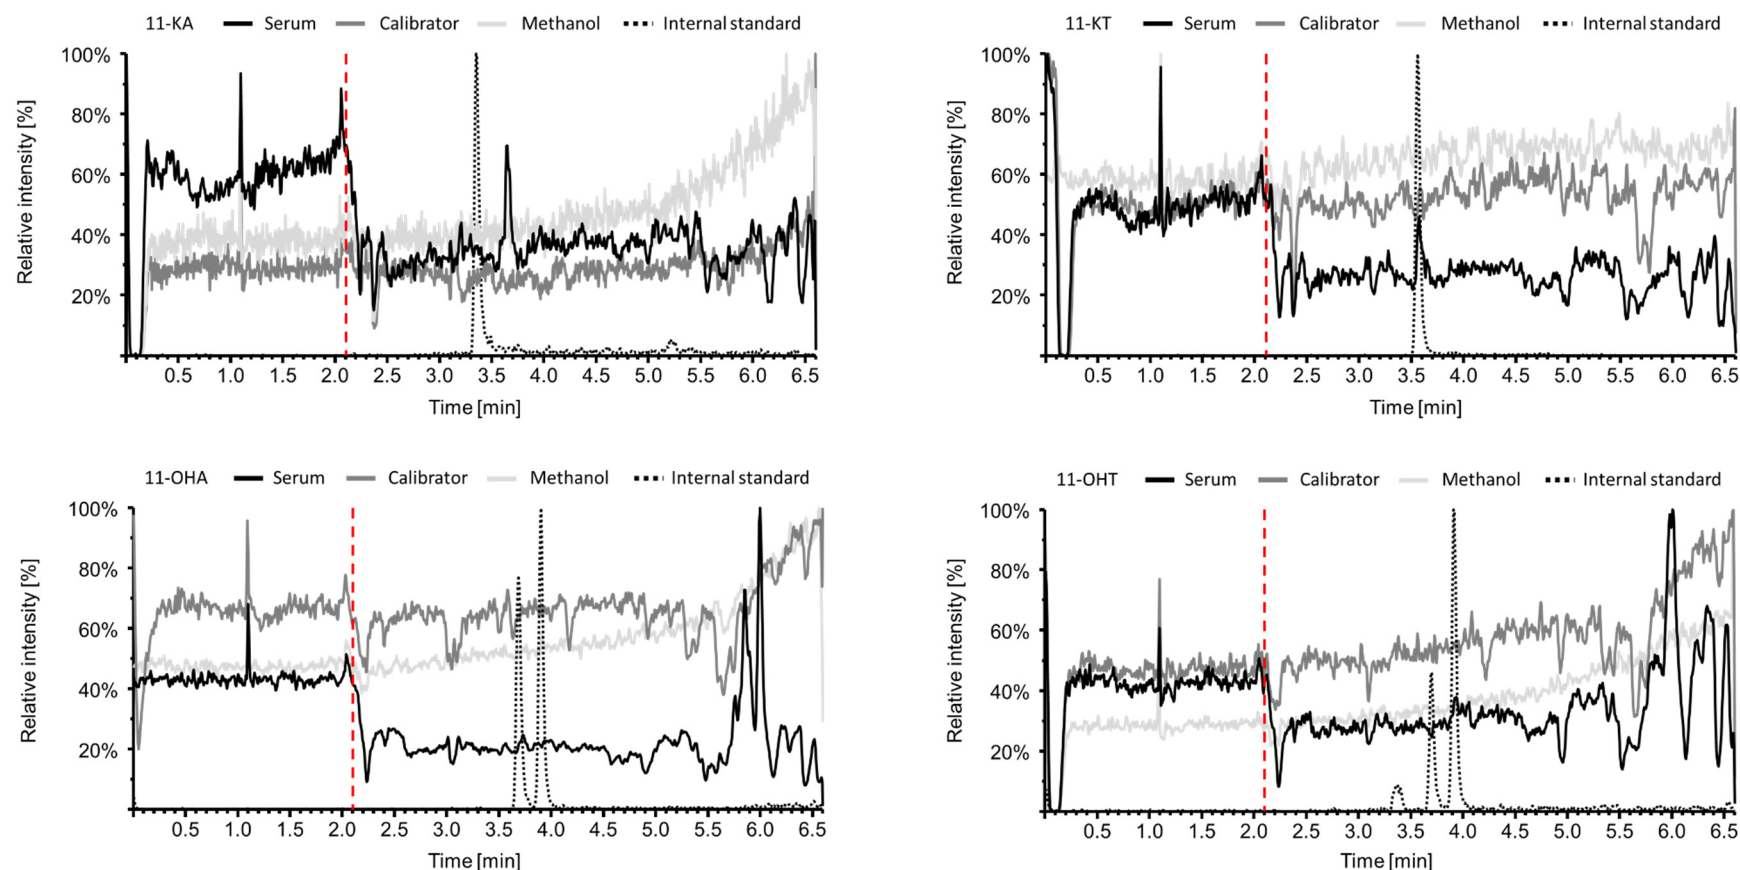 11-KA Serum Calibrator Methanol Internal standard
Relative intensity [%]
100%
80%
60%
40%
20%
0.5 1.0 1.5 2.0 2.5 3.0 3.5 4.0 4.5 5.0 5.5 6.0 6.5
Time [min]
11-KT Serum Calibrator Methanol Internal standard
Relative intensity [%]
100%
80%
60%
40%
20%
0.5 1.0 1.5 2.0 2.5 3.0 3.5 4.0 4.5 5.0 5.5 6.0 6.5
Time [min]
11-OHA Serum Calibrator Methanol Internal standard
Relative intensity [%]
100%
80%
60%
40%
20%
0.5 1.0 1.5 2.0 2.5 3.0 3.5 4.0 4.5 5.0 5.5 6.0 6.5
Time [min]
11-OHT Serum Calibrator Methanol Internal standard
Relative intensity [%]
100%
80%
60%
40%
20%
0.5 1.0 1.5 2.0 2.5 3.0 3.5 4.0 4.5 5.0 5.5 6.0 6.5
Time [min]